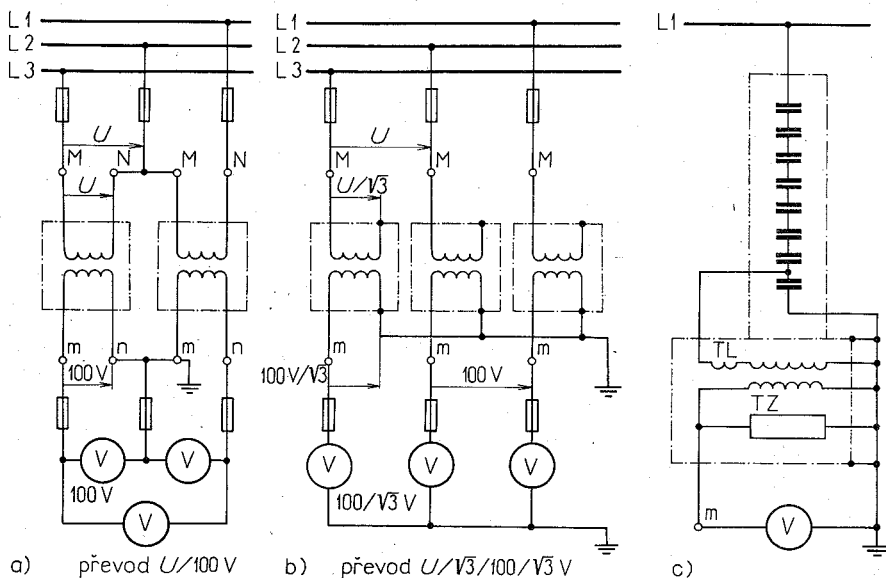 L1
L2
L3
U
M N M N
U
m n m n
100 V
V V
100 V
V
a) převod U/100 V
L1
L2
L3
U
M M M
U/√3
m m m
100 V/√3 100 V
V V V
100/√3 V
b) převod U/√3/100/√3 V
L1
TL
TZ
m
V
c)